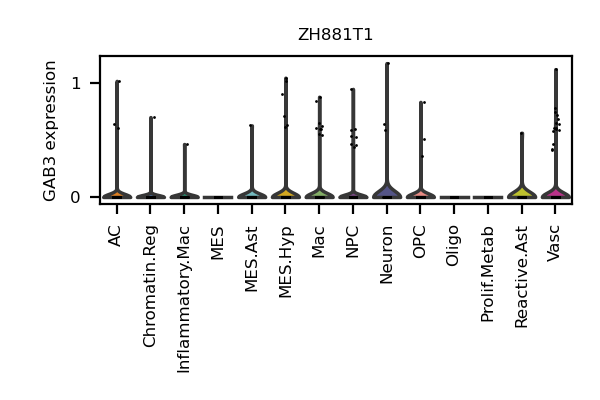 ZH881T1
GAB3 expression
1
0
AC
Chromatin.Reg
Inflammatory.Mac
MES
MES.Ast
MES.Hyp
Mac
NPC
Neuron
OPC
Oligo
Prolif.Metab
Reactive.Ast
Vasc